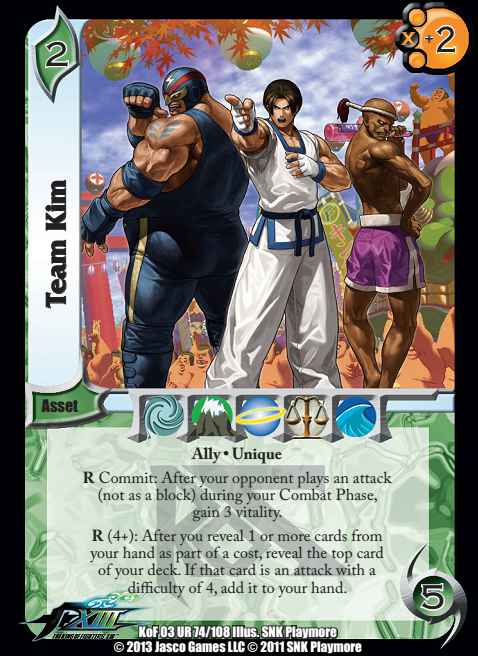 2
X +2
Team Kim
Asset
Ally • Unique
R Commit: After your opponent plays an attack
(not as a block) during your Combat Phase,
gain 3 vitality.
R (4+): After you reveal 1 or more cards from
your hand as part of a cost, reveal the top card
of your deck. If that card is an attack with a
difficulty of 4, add it to your hand.
5
XIII
KoF 03 UR 74/108 Illus. SNK Playmore
© 2013 Jasco Games LLC © 2011 SNK Playmore